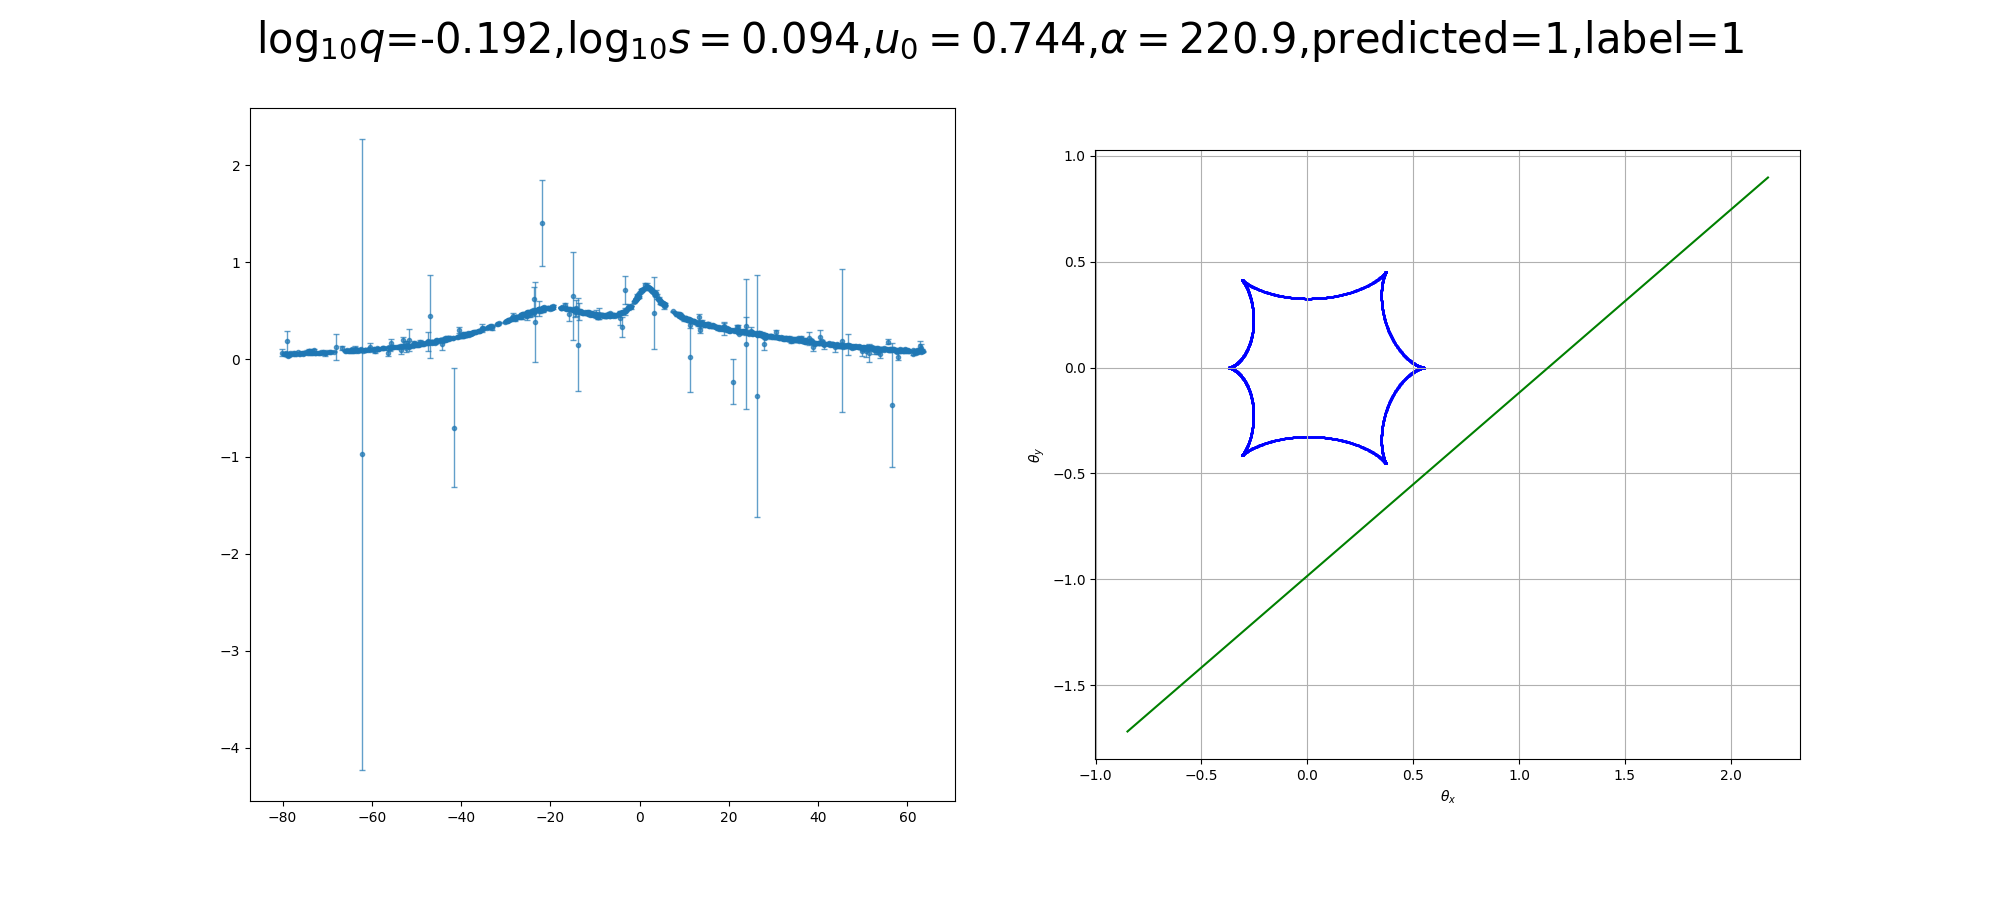 log₁₀q=-0.192,log₁₀s = 0.094,u₀ = 0.744,α = 220.9,predicted=1,label=1
2
1
0
−1
−2
−3
−4
−80 −60 −40 −20 0 20 40 60
1.0
0.5
0.0
−0.5
−1.0
−1.5
θy
−1.0 −0.5 0.0 0.5 1.0 1.5 2.0
θx